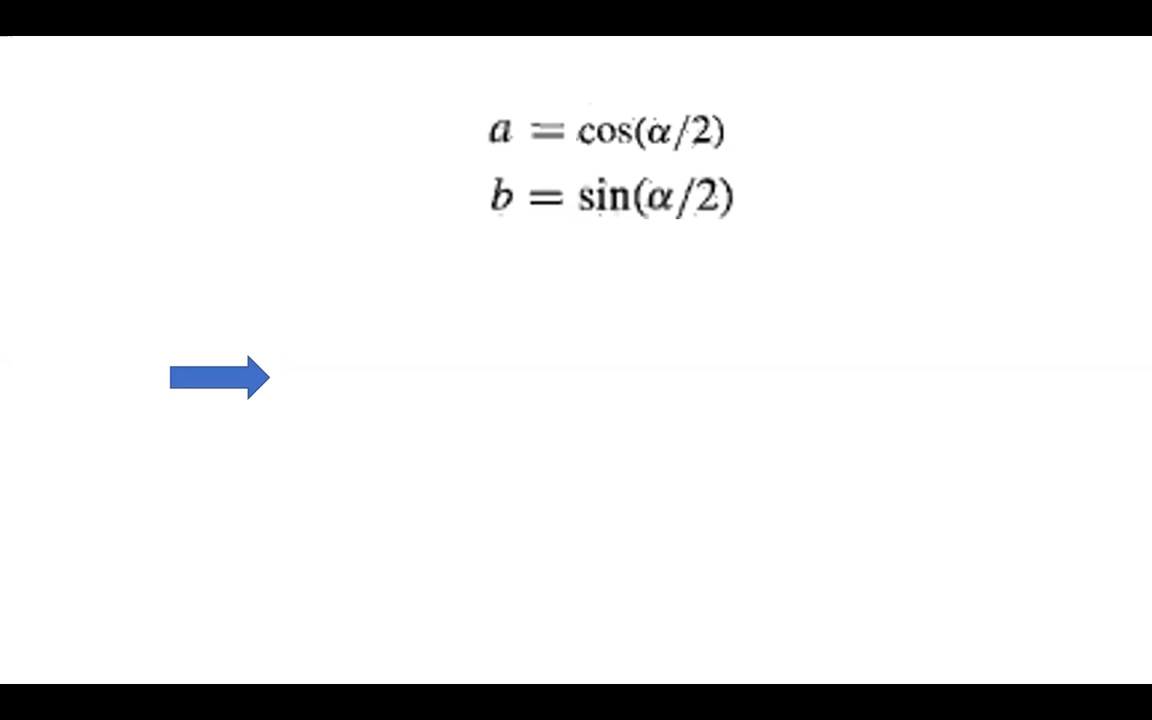 a = cos(α/2)
b = sin(α/2)